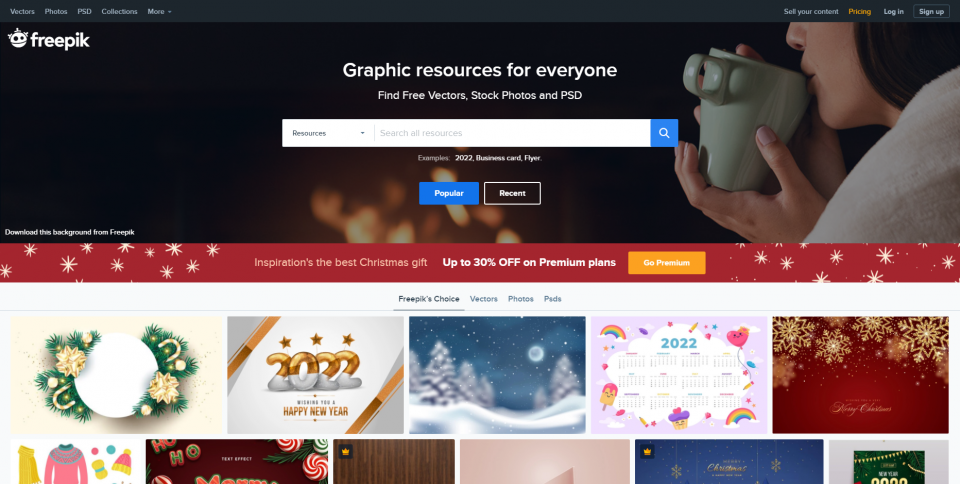 Vectors Photos PSD Collections More Sell your content Pricing Log in Sign up
freepik
Graphic resources for everyone
Find Free Vectors, Stock Photos and PSD
Resources Search all resources
Examples: 2022, Business card, Flyer.
Popular Recent
Download this background from Freepik
Inspiration's the best Christmas gift Up to 30% OFF on Premium plans Go Premium
Freepik's Choice Vectors Photos Psds
2022
WISHING YOU A
HAPPY NEW YEAR
2022
Merry Christmas
HO HO
TEXT EFFECT
Merry
Christmas
NEW YEAR
2022